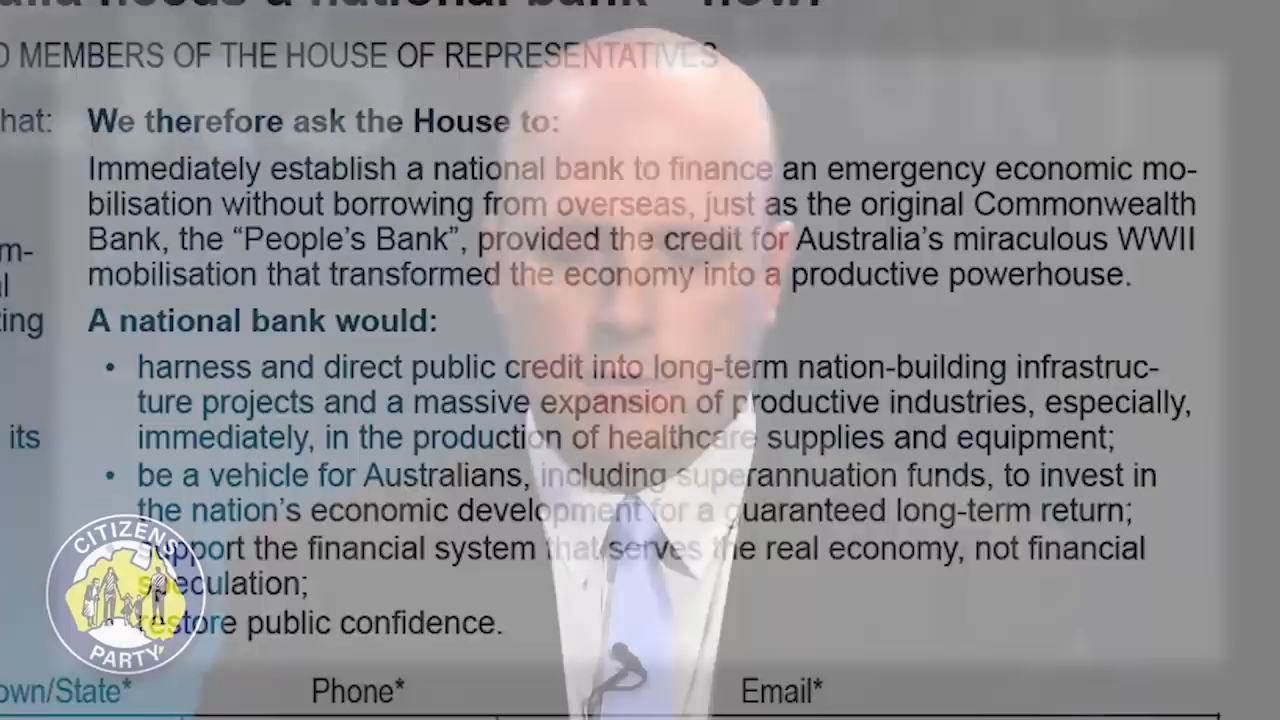 needs a national bank now!
MEMBERS OF THE HOUSE OF REPRESENTATIVES
hat:
We therefore ask the House to:
Immediately establish a national bank to finance an emergency economic mo-
bilisation without borrowing from overseas, just as the original Commonwealth
Bank, the “People’s Bank”, provided the credit for Australia’s miraculous WWII
mobilisation that transformed the economy into a productive powerhouse.
A national bank would:
• harness and direct public credit into long-term nation-building infrastruc-
ture projects and a massive expansion of productive industries, especially,
its
immediately, in the production of healthcare supplies and equipment;
• be a vehicle for Australians, including superannuation funds, to invest in
the nation’s economic development for a guaranteed long-term return;
support the financial system that serves the real economy, not financial
speculation;
restore public confidence.
CITIZENS
PARTY
own/State*
Phone*
Email*